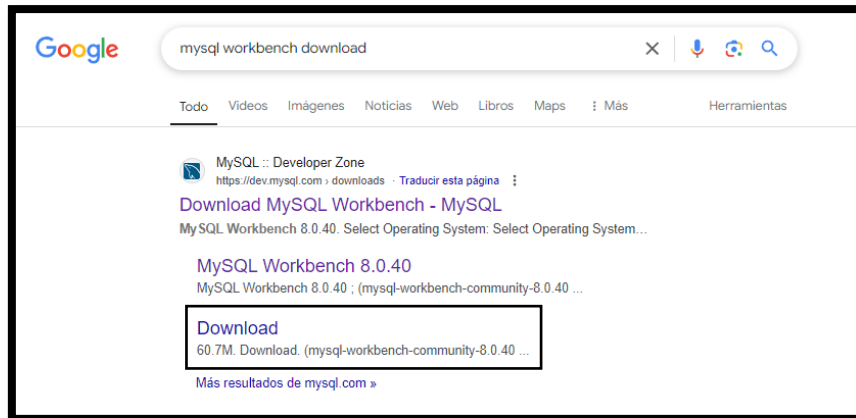 Google
mysql workbench download
Todo Videos Imágenes Noticias Web Libros Maps Más Herramientas
MySQL :: Developer Zone
https://dev.mysql.com › downloads · Traducir esta página
Download MySQL Workbench - MySQL
MySQL Workbench 8.0.40. Select Operating System: Select Operating System...
MySQL Workbench 8.0.40
MySQL Workbench 8.0.40 ; (mysql-workbench-community-8.0.40 ...
Download
60.7M. Download. (mysql-workbench-community-8.0.40 ...
Más resultados de mysql.com »